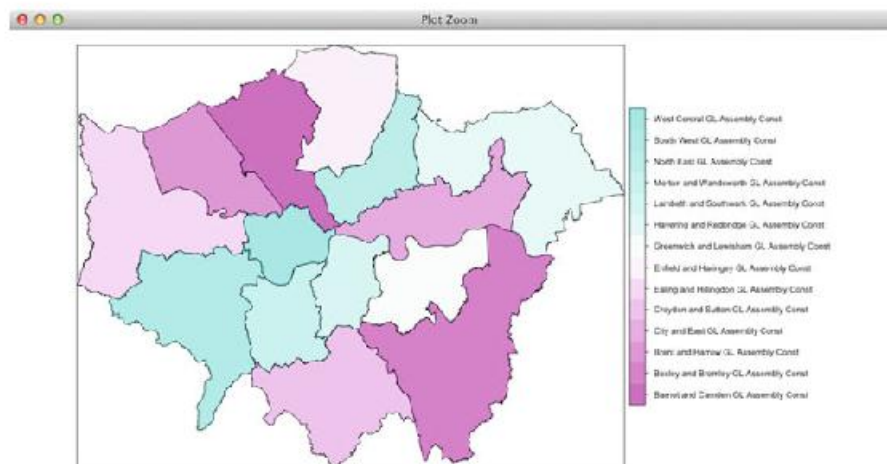 Plot Zoom
West Central GL Assembly Const
South West GL Assembly Const
North East GL Assembly Const
Merton and Wandsworth GL Assembly Const
Lambeth and Southwark GL Assembly Const
Havering and Redbridge GL Assembly Const
Greenwich and Lewisham GL Assembly Const
Enfield and Haringey GL Assembly Const
Ealing and Hillingdon GL Assembly Const
Croydon and Sutton GL Assembly Const
City and East GL Assembly Const
Brent and Harrow GL Assembly Const
Bexley and Bromley GL Assembly Const
Barnet and Camden GL Assembly Const